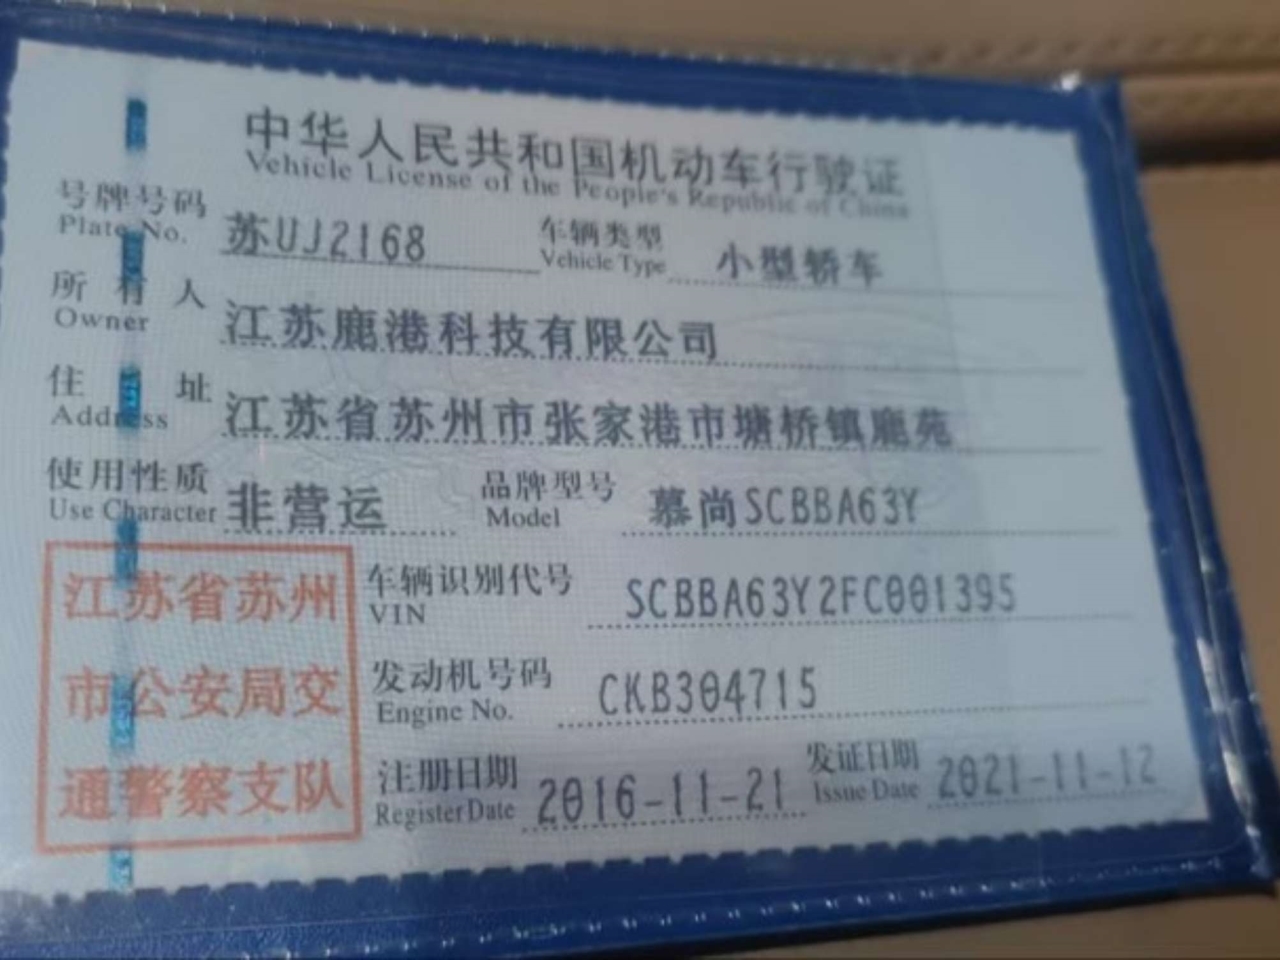 中华人民共和国机动车行驶证
Vehicle License of the People's Republic of China
号牌号码 苏UJ2168 车辆类型 小型轿车
Plate No. Vehicle Type
所有人 江苏鹿港科技有限公司
Owner
住址 江苏省苏州市张家港市塘桥镇鹿苑
Address
使用性质 非营运 品牌型号 慕尚SCBBA63Y
Use Character Model
江苏省苏州
市公安局交
通警察支队
车辆识别代号 SCBBA63Y2FC001395
VIN
发动机号码 CKB304715
Engine No.
注册日期 2016-11-21 发证日期 2021-11-12
Register Date Issue Date